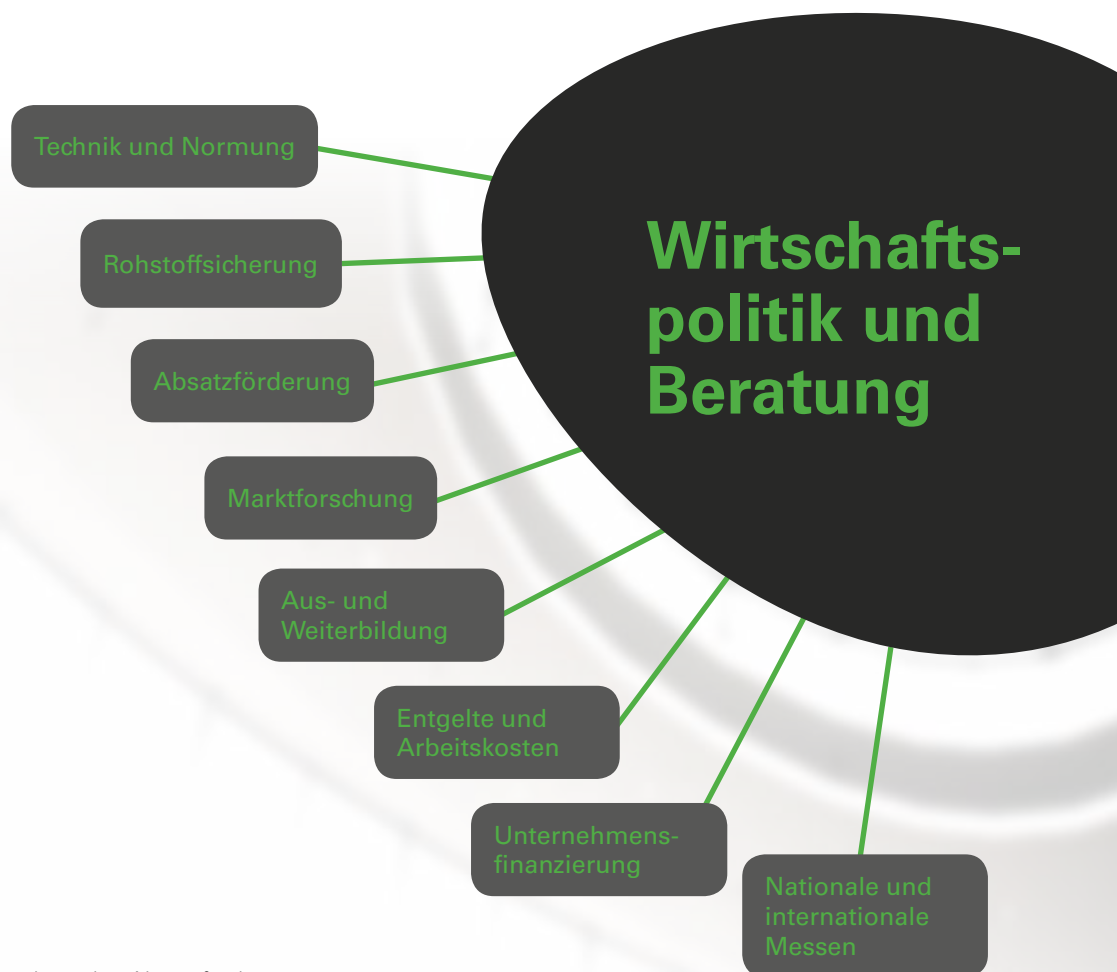 Technik und Normung
Rohstoffsicherung
Absatzförderung
Marktforschung
Aus- und
Weiterbildung
Entgelte und
Arbeitskosten
Unternehmens-
finanzierung
Nationale und
internationale
Messen
Wirtschafts-
politik und
Beratung